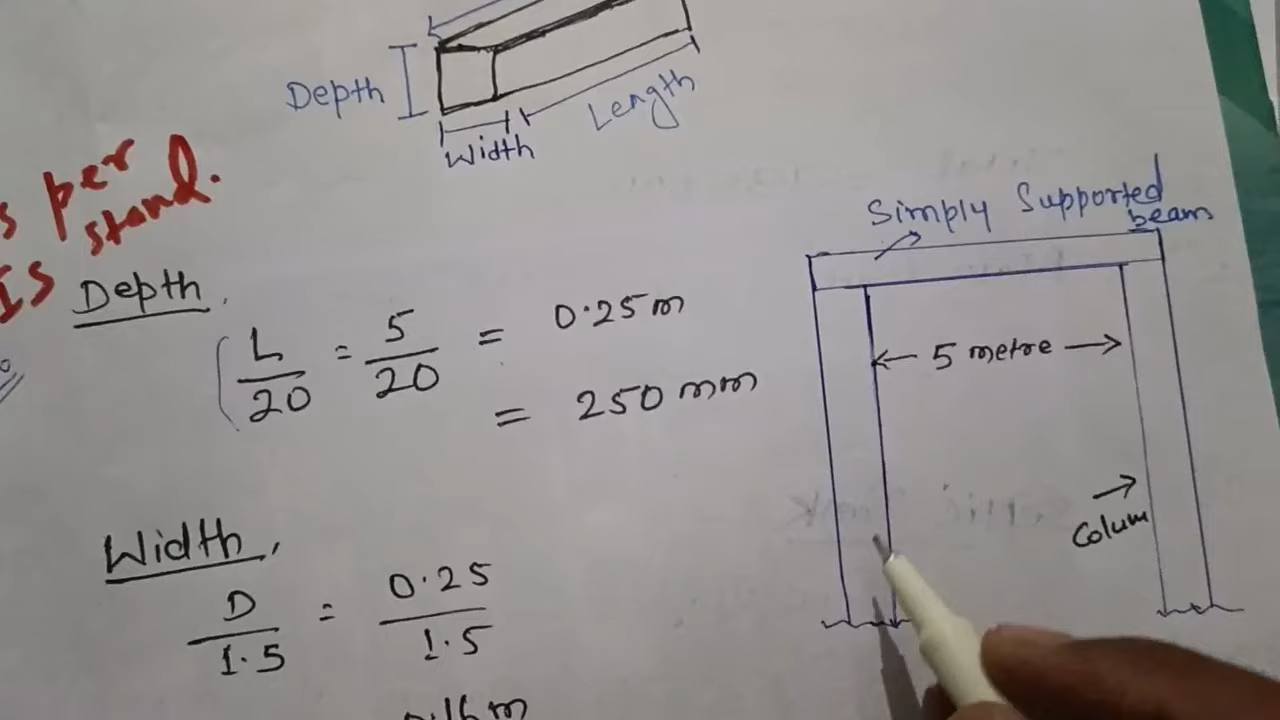 Depth
Width
Length
s per
stand.
IS
Depth,
L/20 = 5/20 = 0.25m
= 250 mm
Width,
D/1.5 = 0.25/1.5
Simply Supported
beam
5 metre
Colum